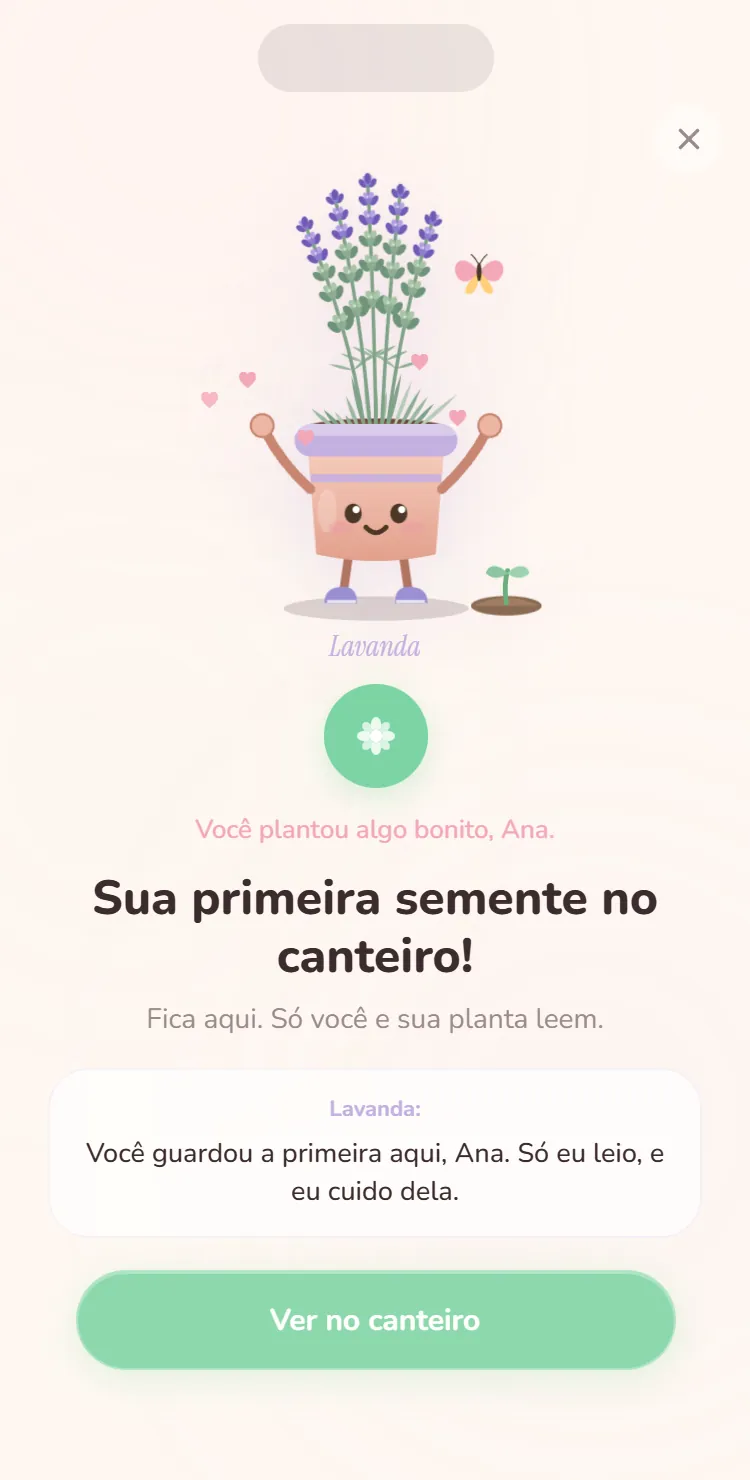 Lavanda
Você plantou algo bonito, Ana.
Sua primeira semente no
canteiro!
Fica aqui. Só você e sua planta leem.
Lavanda:
Você guardou a primeira aqui, Ana. Só eu leio, e
eu cuido dela.
Ver no canteiro